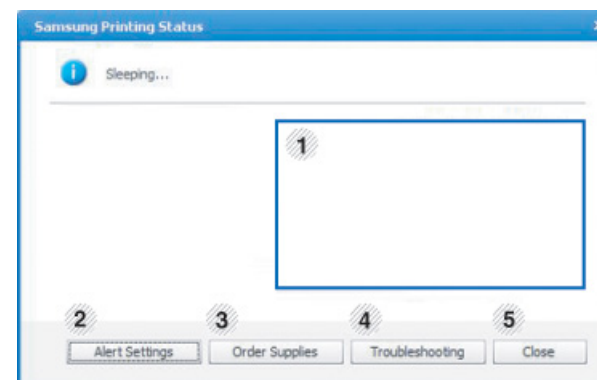 Samsung Printing Status
Sleeping...
1
2 3 4 5
Alert Settings Order Supplies Troubleshooting Close